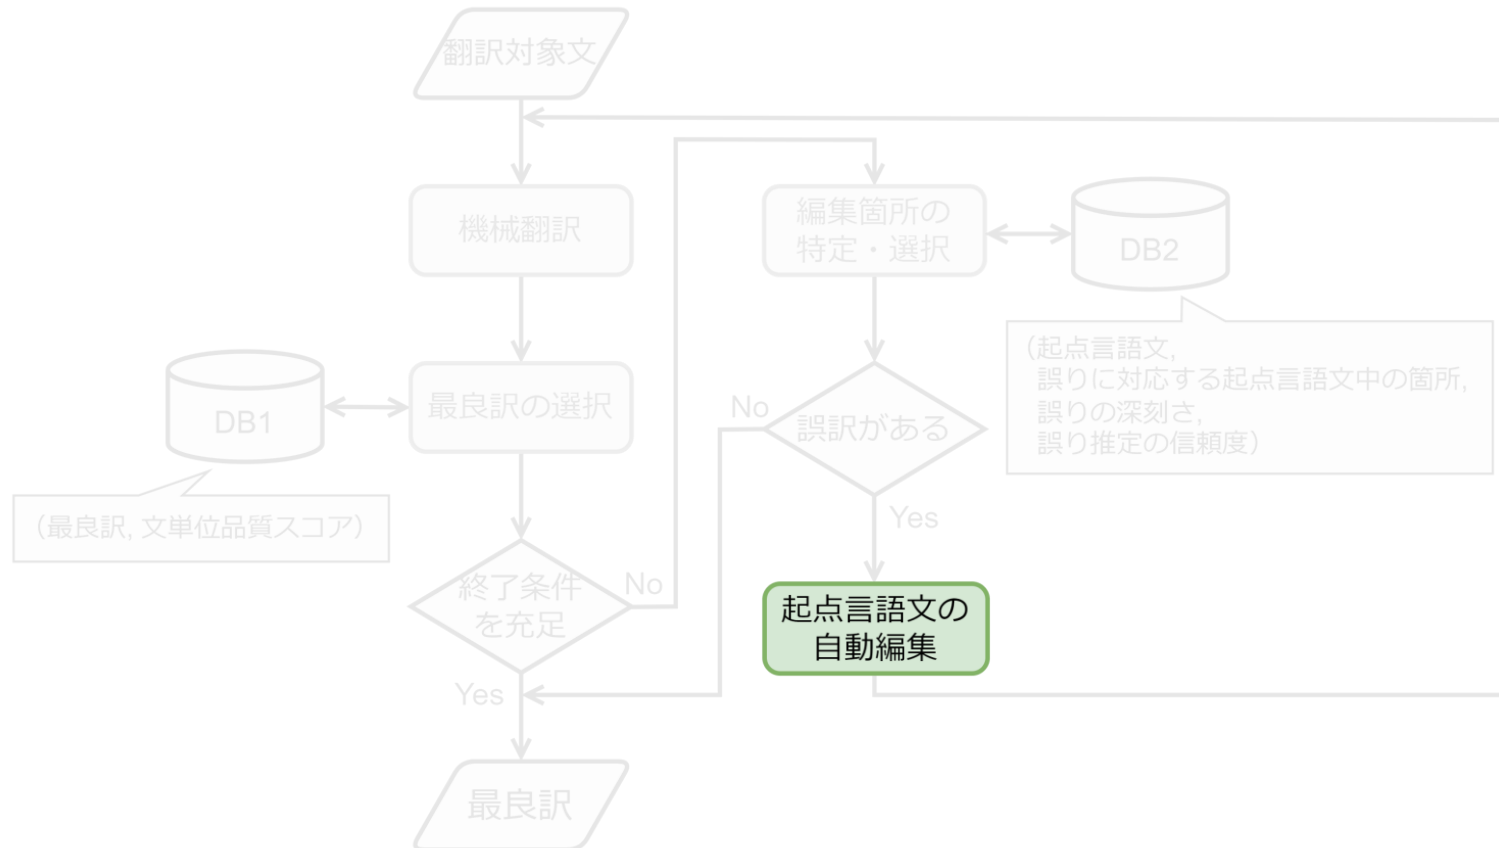 翻訳対象文
機械翻訳
最良訳の選択
DB1
（最良訳, 文単位品質スコア）
終了条件
を充足
No
Yes
最良訳
編集箇所の
特定・選択
DB2
（起点言語文,
誤りに対応する起点言語文中の箇所,
誤りの深刻さ,
誤り推定の信頼度）
誤訳がある
No
Yes
起点言語文の
自動編集